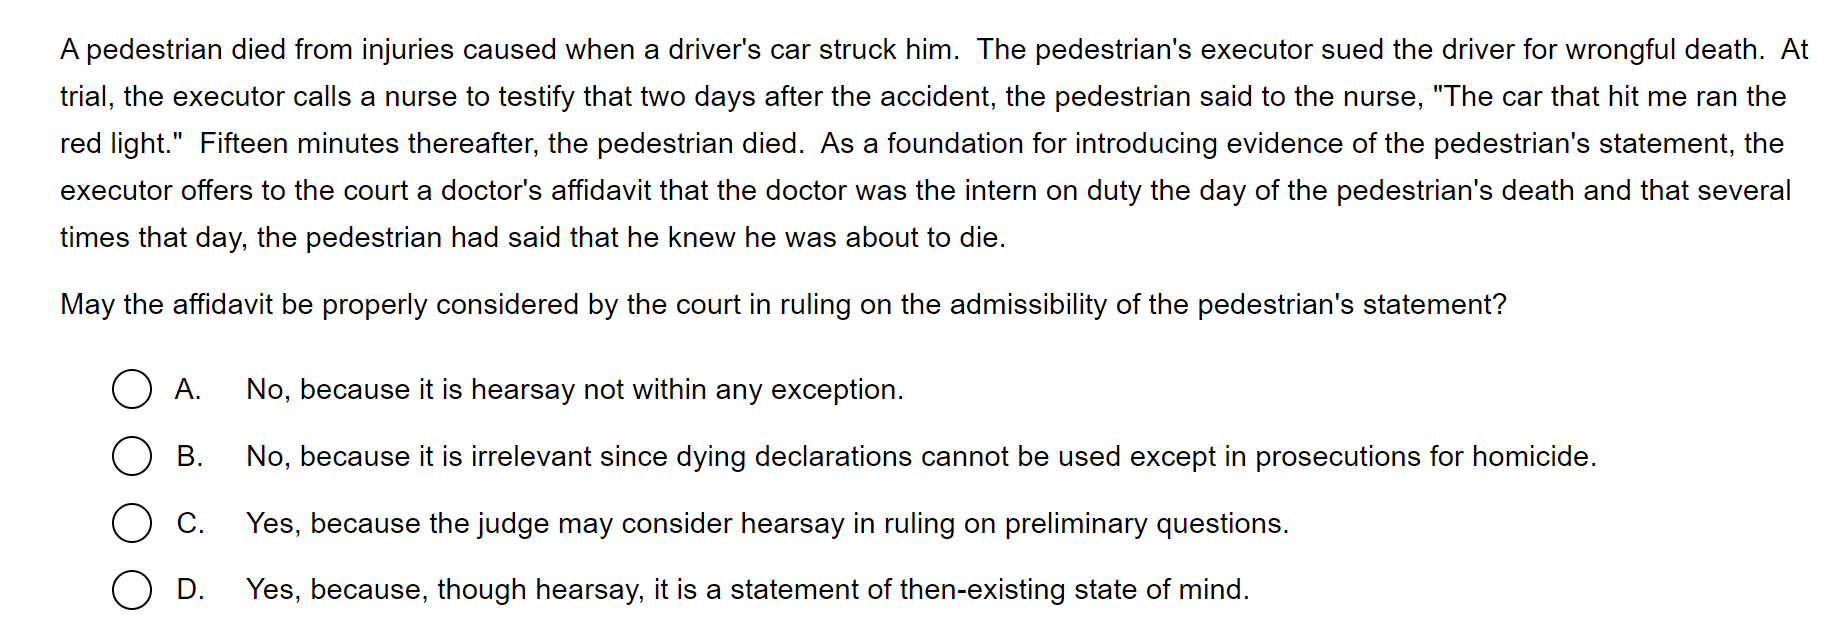 A pedestrian died from injuries caused when a driver's car struck him.  The pedestrian's executor sued the driver for wrongful death.  At
trial, the executor calls a nurse to testify that two days after the accident, the pedestrian said to the nurse, "The car that hit me ran the
red light."  Fifteen minutes thereafter, the pedestrian died.  As a foundation for introducing evidence of the pedestrian's statement, the
executor offers to the court a doctor's affidavit that the doctor was the intern on duty the day of the pedestrian's death and that several
times that day, the pedestrian had said that he knew he was about to die.
May the affidavit be properly considered by the court in ruling on the admissibility of the pedestrian's statement?
A. No, because it is hearsay not within any exception.
B. No, because it is irrelevant since dying declarations cannot be used except in prosecutions for homicide.
C. Yes, because the judge may consider hearsay in ruling on preliminary questions.
D. Yes, because, though hearsay, it is a statement of then-existing state of mind.